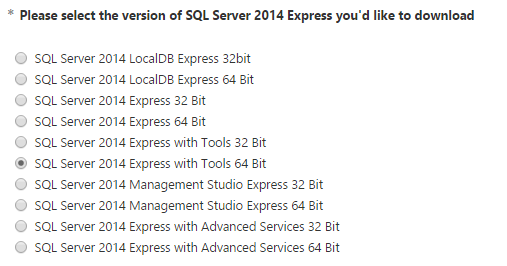 * Please select the version of SQL Server 2014 Express you'd like to download
SQL Server 2014 LocalDB Express 32bit
SQL Server 2014 LocalDB Express 64 Bit
SQL Server 2014 Express 32 Bit
SQL Server 2014 Express 64 Bit
SQL Server 2014 Express with Tools 32 Bit
SQL Server 2014 Express with Tools 64 Bit
SQL Server 2014 Management Studio Express 32 Bit
SQL Server 2014 Management Studio Express 64 Bit
SQL Server 2014 Express with Advanced Services 32 Bit
SQL Server 2014 Express with Advanced Services 64 Bit